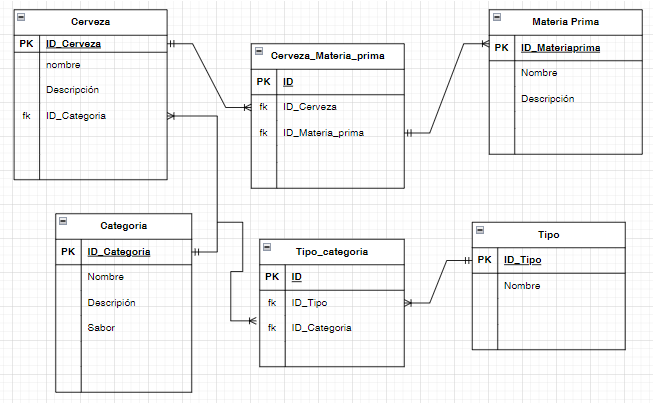 Cerveza
PK ID_Cerveza
nombre
Descripción
fk ID_Categoria
Cerveza_Materia_prima
PK ID
fk ID_Cerveza
fk ID_Materia_prima
Materia Prima
PK ID_Materiaprima
Nombre
Descripción
Categoria
PK ID_Categoria
Nombre
Descripión
Sabor
Tipo_categoria
PK ID
fk ID_Tipo
fk ID_Categoria
Tipo
PK ID_Tipo
Nombre